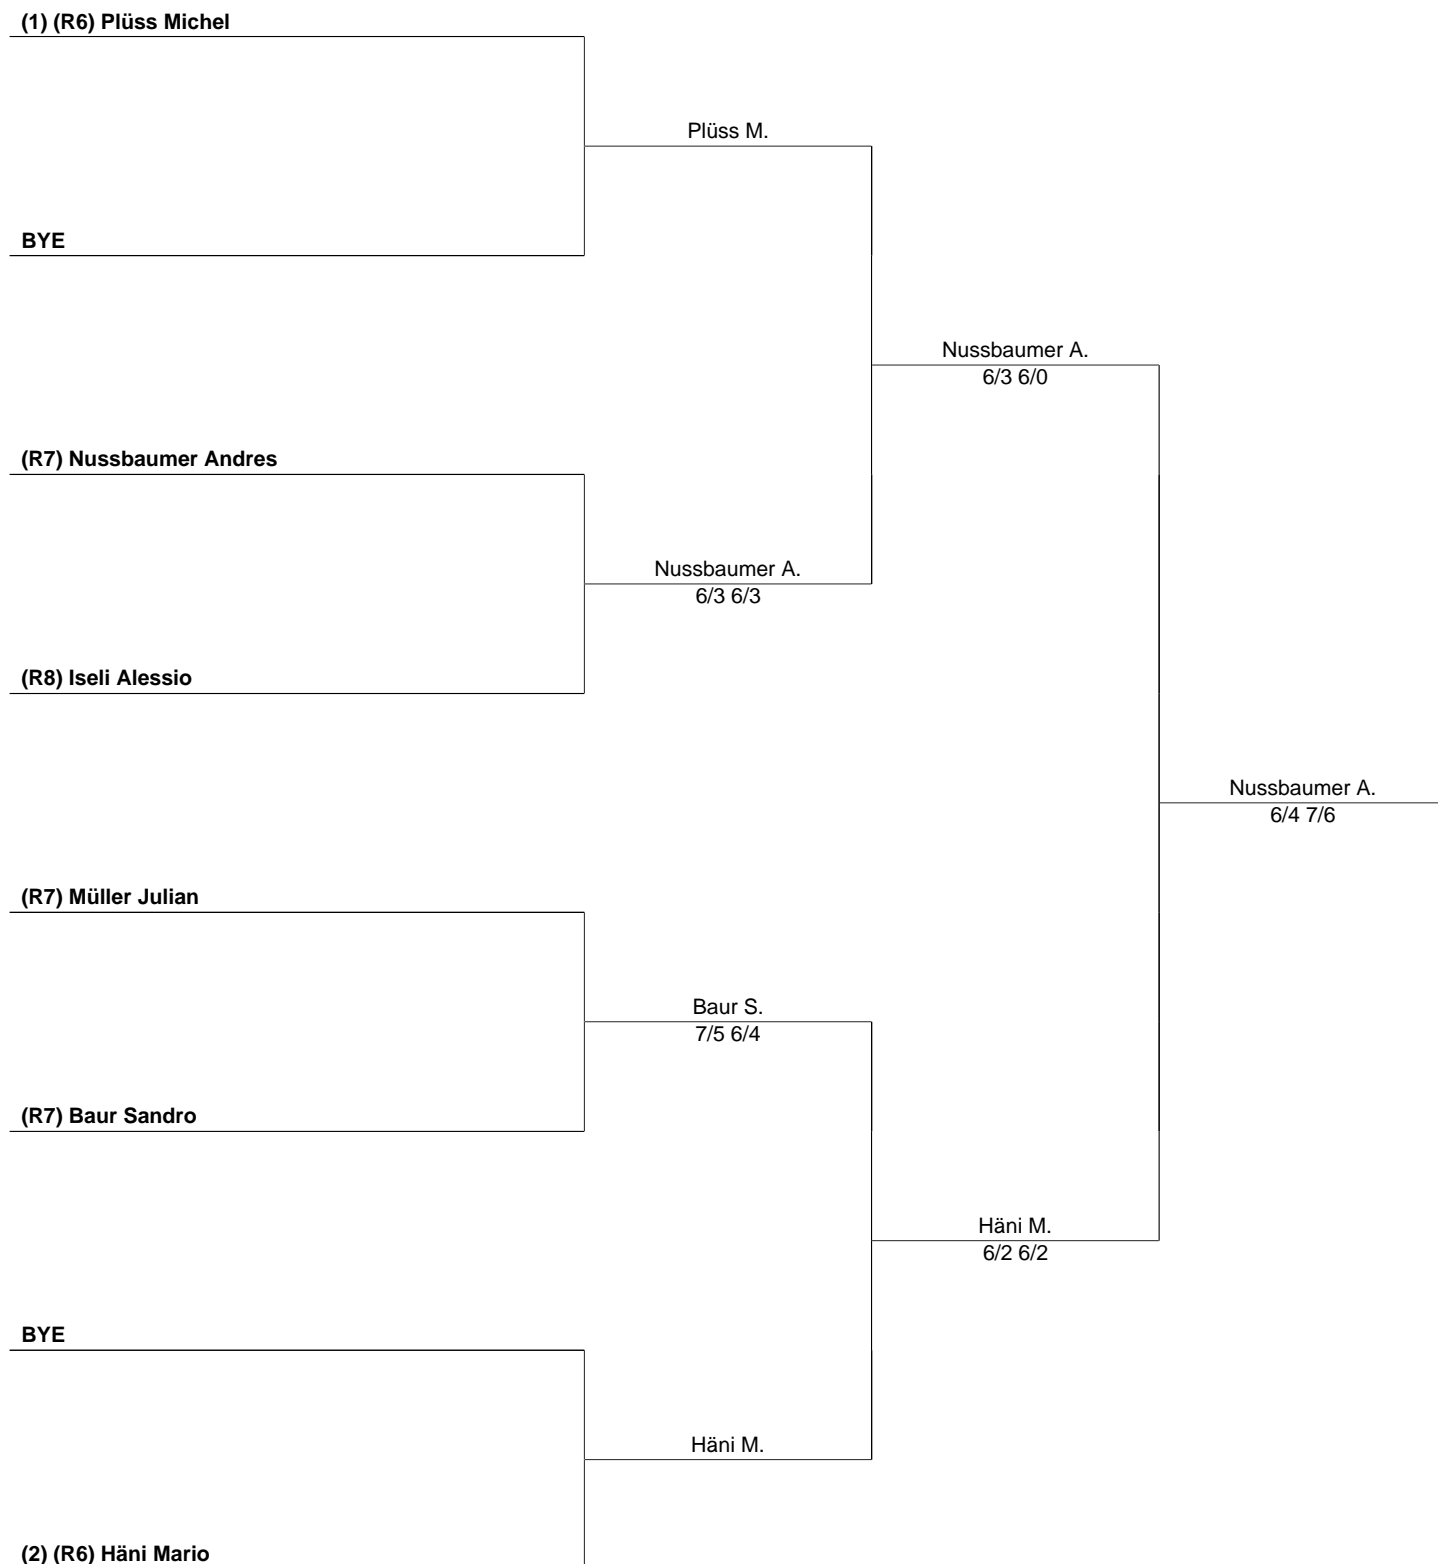 (1) (R6) Plüss Michel
Plüss M.
BYE
Nussbaumer A.
6/3 6/0
(R7) Nussbaumer Andres
Nussbaumer A.
6/3 6/3
(R8) Iseli Alessio
Nussbaumer A.
6/4 7/6
(R7) Müller Julian
Baur S.
7/5 6/4
(R7) Baur Sandro
Häni M.
6/2 6/2
BYE
Häni M.
(2) (R6) Häni Mario